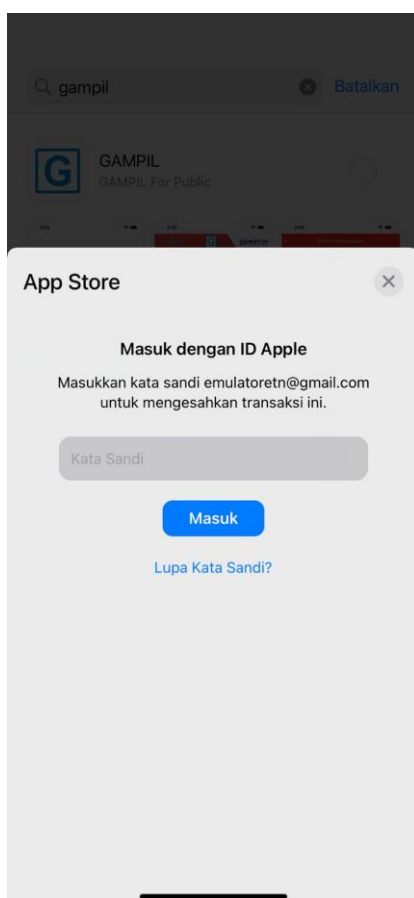 gampil
Batalkan
G
GAMPIL
GAMPIL For Public
App Store
Masuk dengan ID Apple
Masukkan kata sandi emulatoretn@gmail.com
untuk mengesahkan transaksi ini.
Kata Sandi
Masuk
Lupa Kata Sandi?